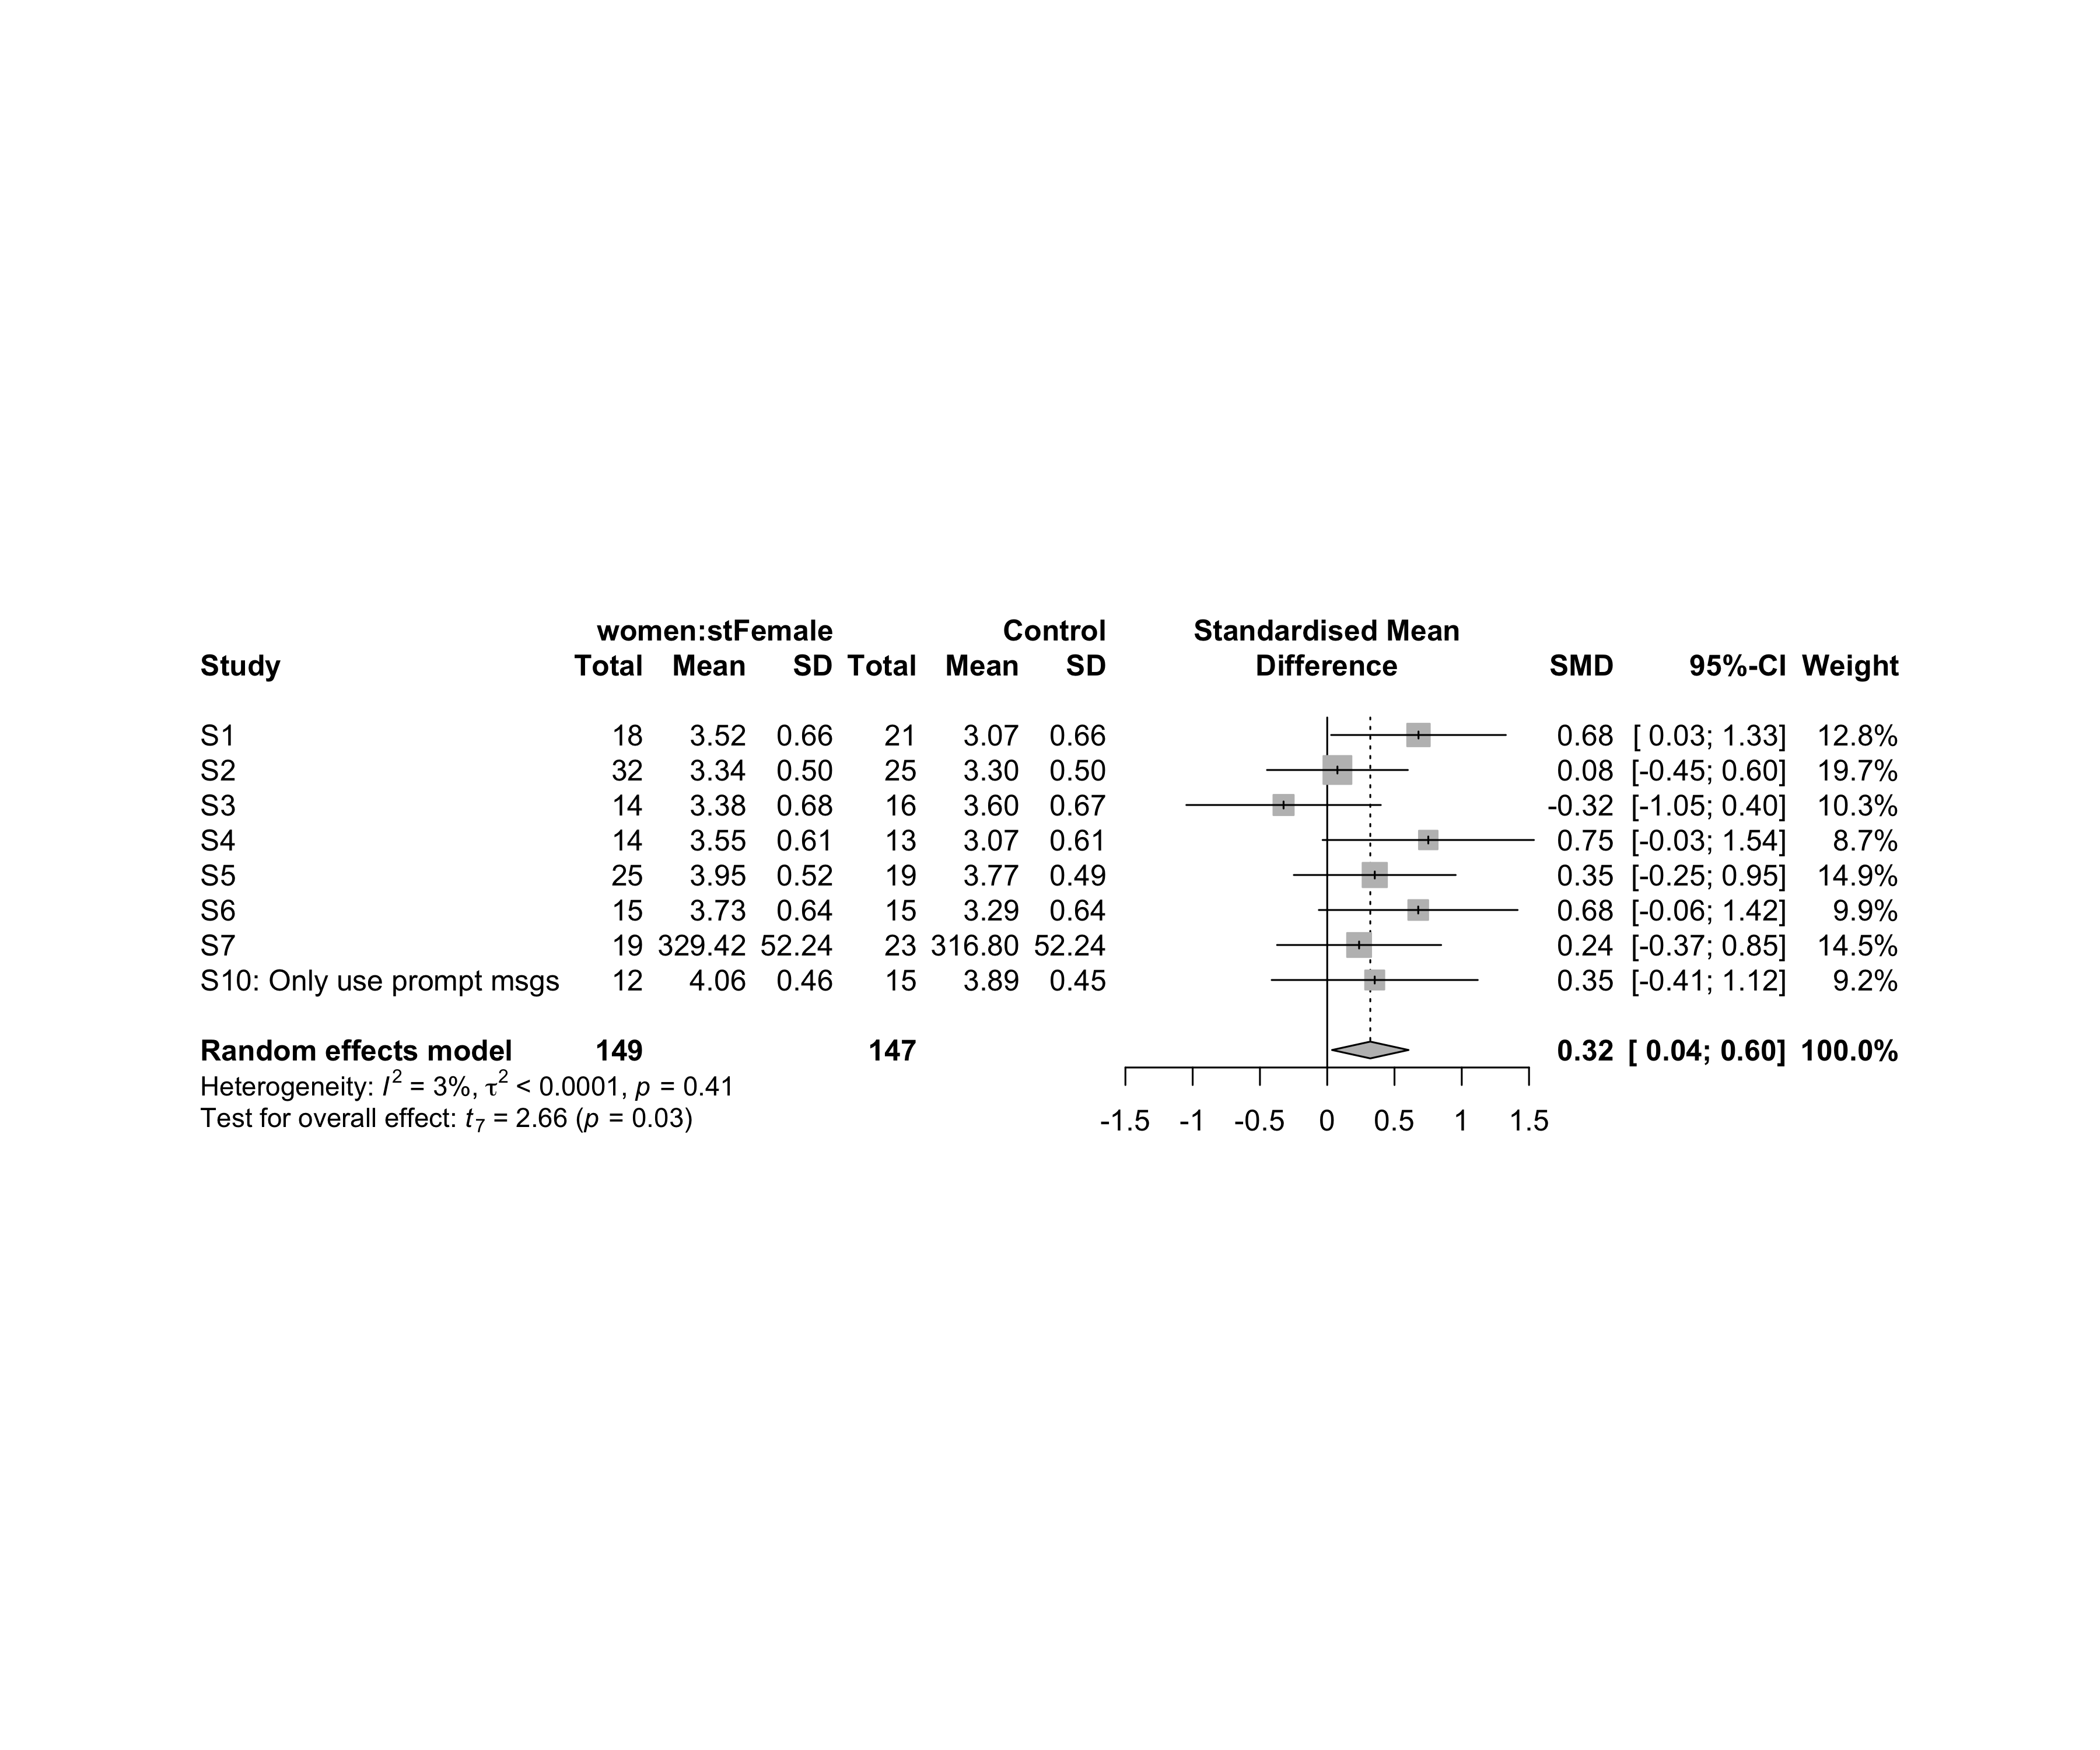 women:stFemale Control Standardised Mean
Study Total Mean SD Total Mean SD Difference SMD 95%-CI Weight
S1 18 3.52 0.66 21 3.07 0.66 0.68 [ 0.03; 1.33] 12.8%
S2 32 3.34 0.50 25 3.30 0.50 0.08 [-0.45; 0.60] 19.7%
S3 14 3.38 0.68 16 3.60 0.67 -0.32 [-1.05; 0.40] 10.3%
S4 14 3.55 0.61 13 3.07 0.61 0.75 [-0.03; 1.54] 8.7%
S5 25 3.95 0.52 19 3.77 0.49 0.35 [-0.25; 0.95] 14.9%
S6 15 3.73 0.64 15 3.29 0.64 0.68 [-0.06; 1.42] 9.9%
S7 19 329.42 52.24 23 316.80 52.24 0.24 [-0.37; 0.85] 14.5%
S10: Only use prompt msgs 12 4.06 0.46 15 3.89 0.45 0.35 [-0.41; 1.12] 9.2%
Random effects model 149 147 0.32 [ 0.04; 0.60] 100.0%
Heterogeneity: I² = 3%, τ² < 0.0001, p = 0.41
Test for overall effect: t₇ = 2.66 (p = 0.03)
-1.5 -1 -0.5 0 0.5 1 1.5